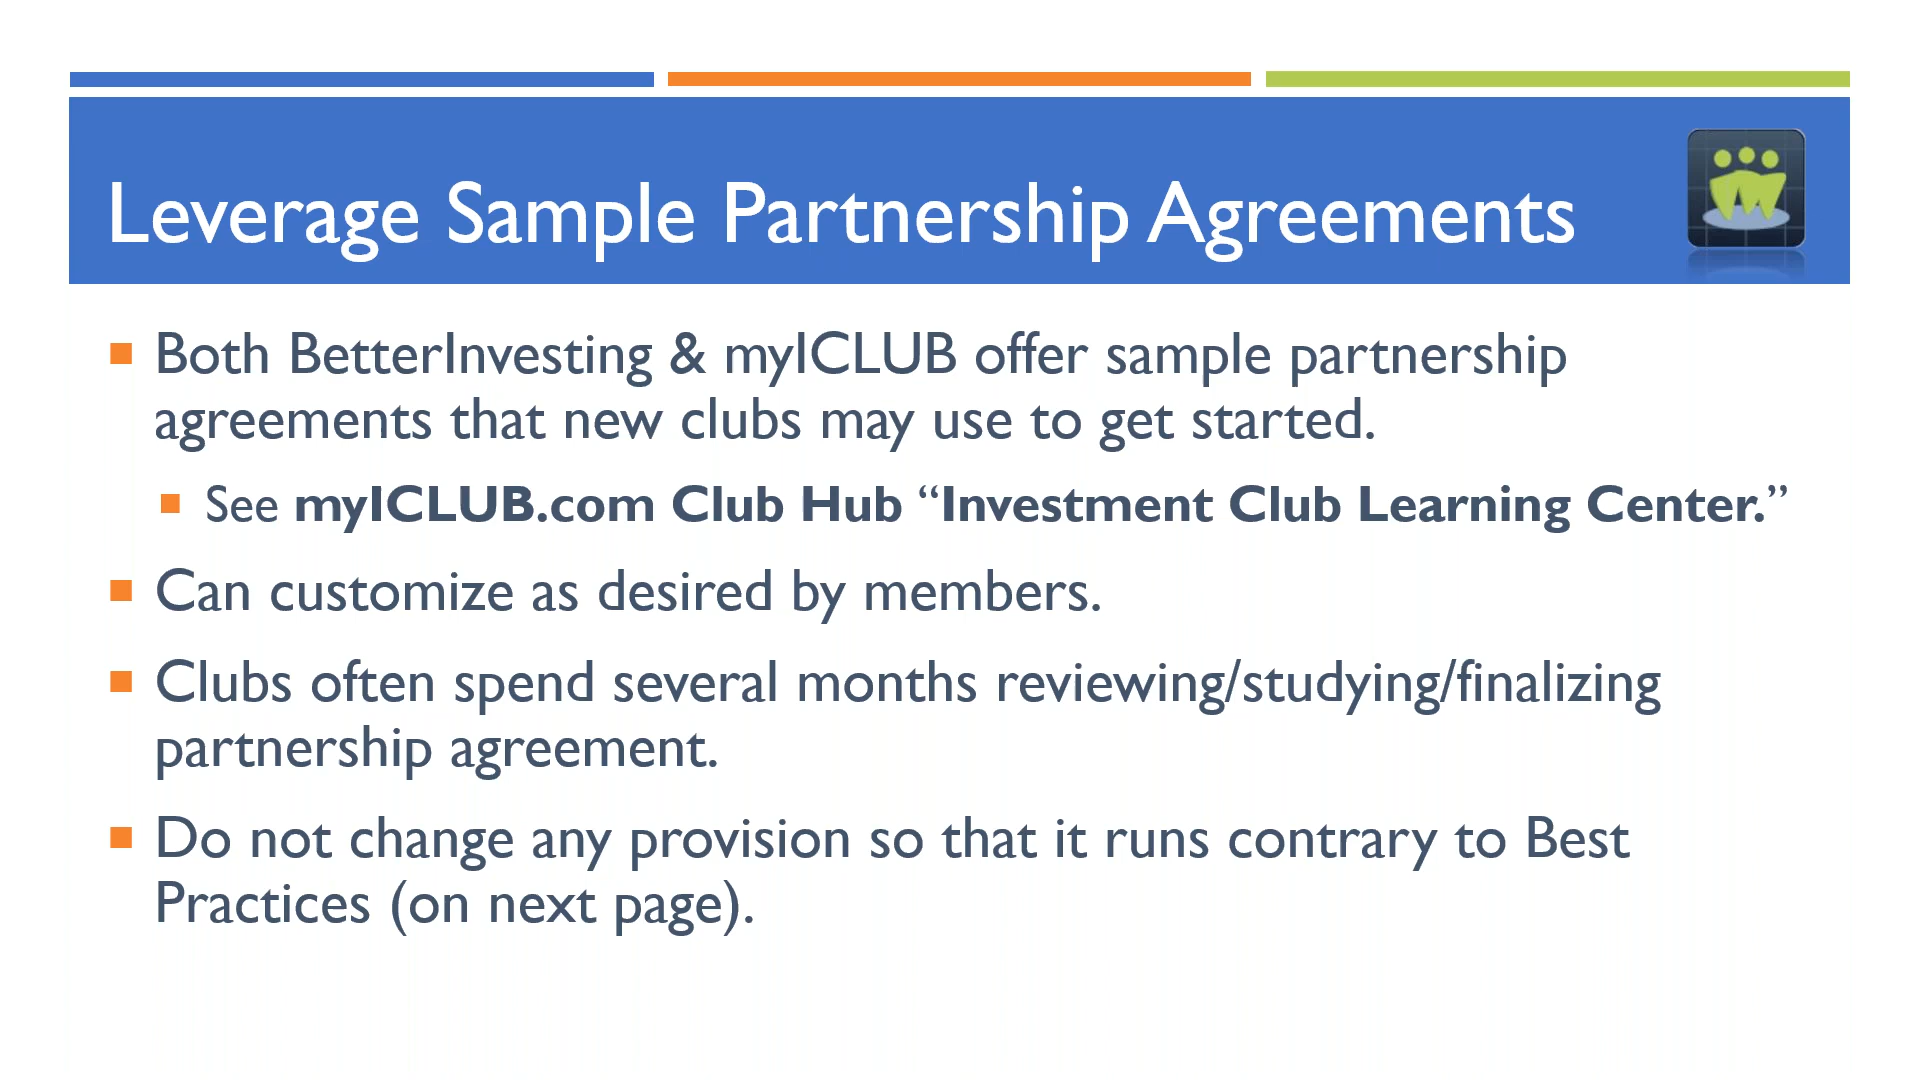 Leverage Sample Partnership Agreements
Both BetterInvesting & myICLUB offer sample partnership
agreements that new clubs may use to get started.
See myICLUB.com Club Hub “Investment Club Learning Center.”
Can customize as desired by members.
Clubs often spend several months reviewing/studying/finalizing
partnership agreement.
Do not change any provision so that it runs contrary to Best
Practices (on next page).